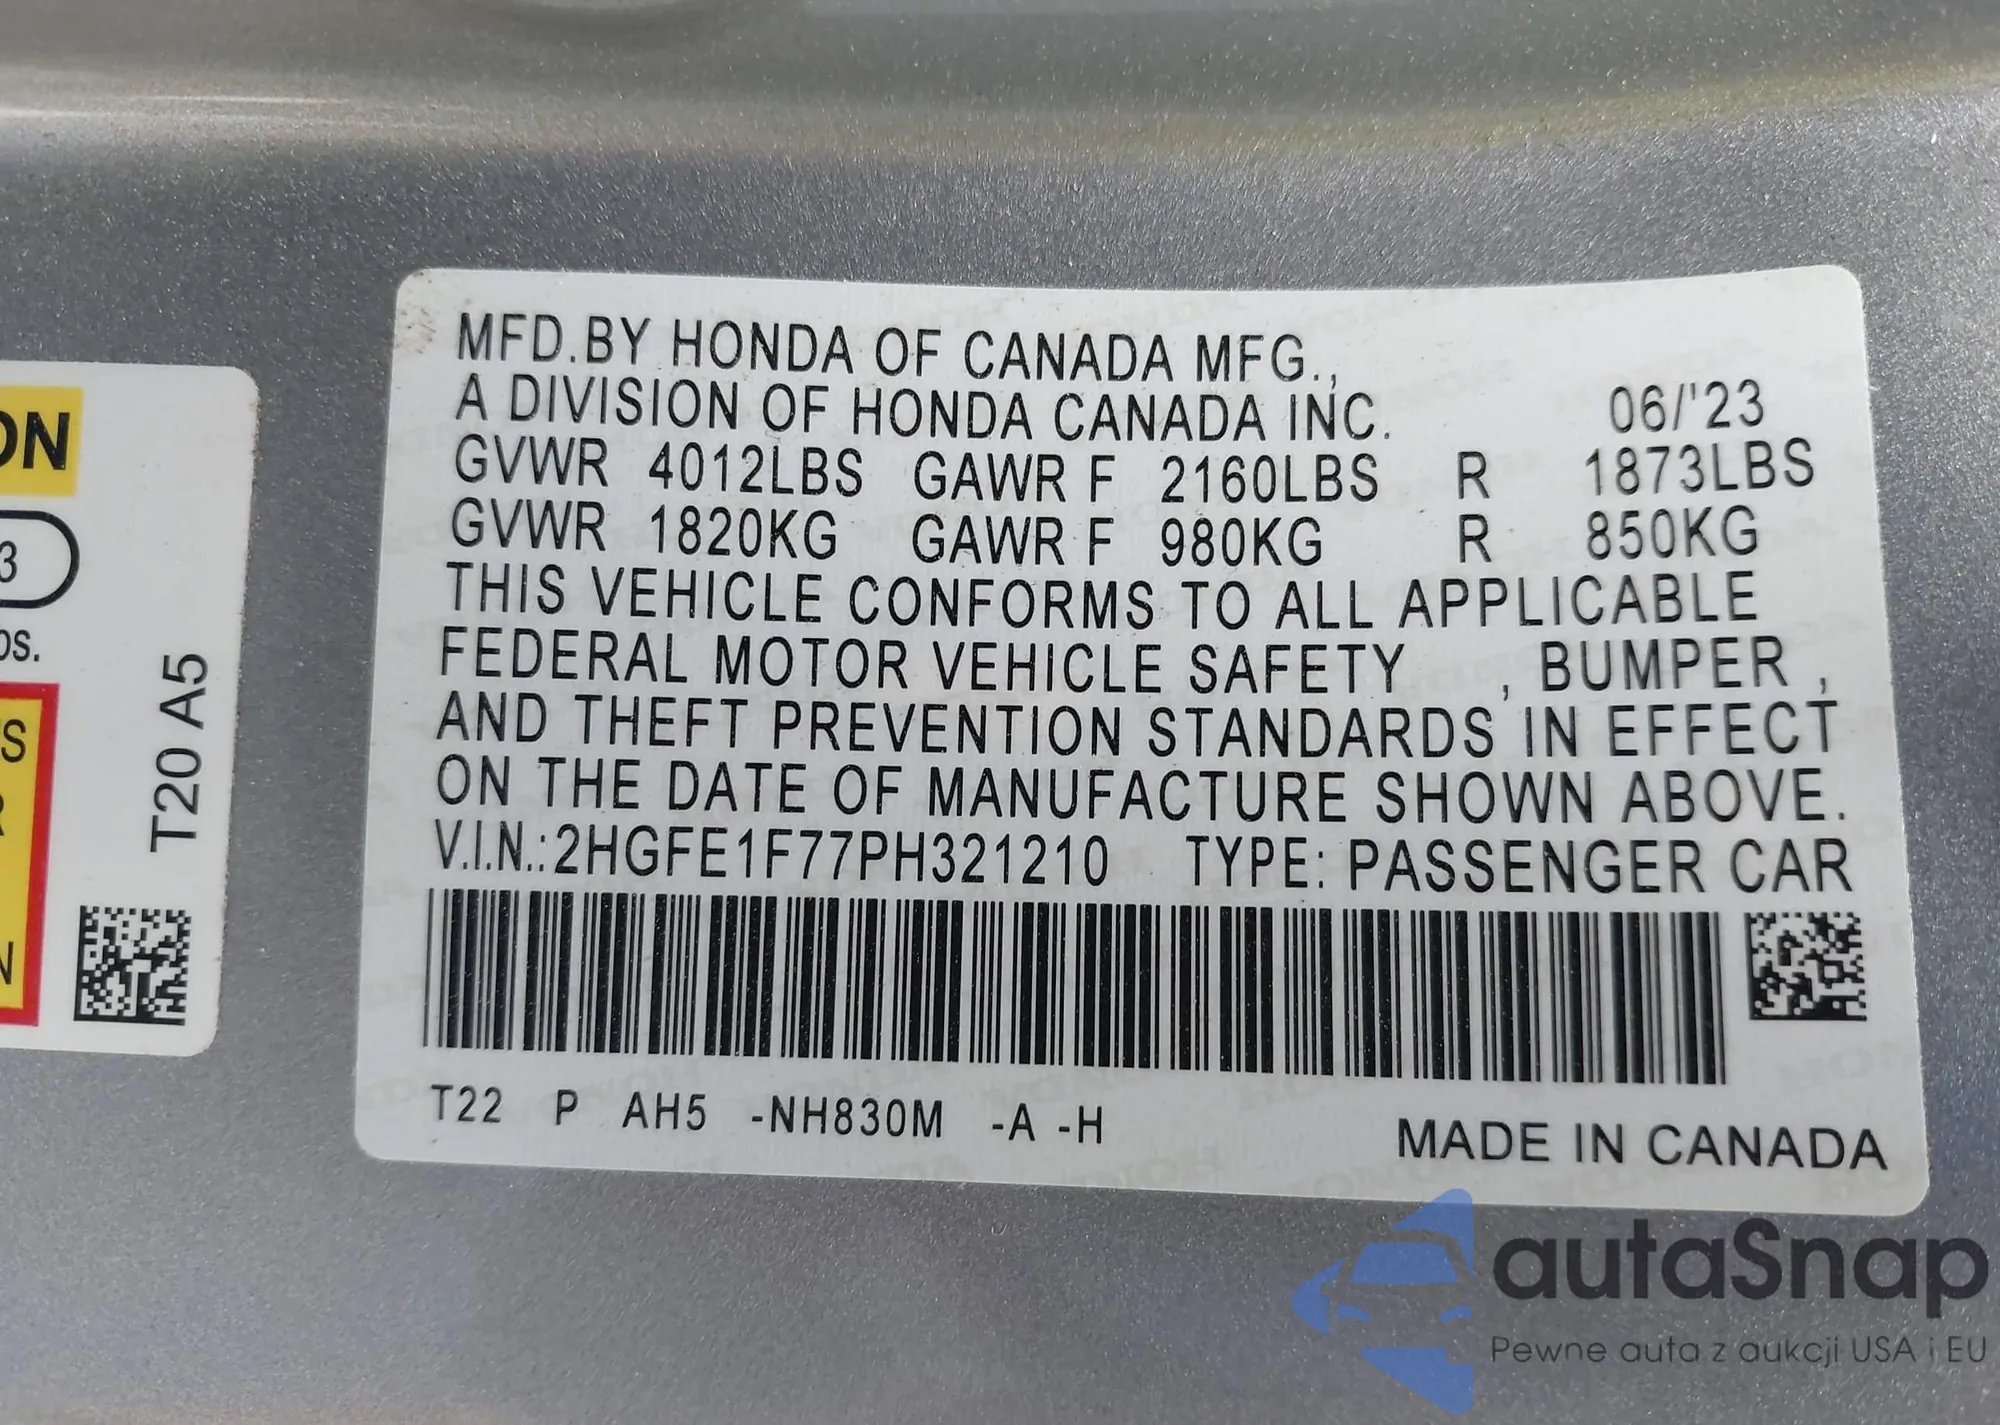 MFD.BY HONDA OF CANADA MFG.,
A DIVISION OF HONDA CANADA INC. 06/'23
GVWR 4012LBS GAWR F 2160LBS R 1873LBS
GVWR 1820KG GAWR F 980KG R 850KG
THIS VEHICLE CONFORMS TO ALL APPLICABLE
FEDERAL MOTOR VEHICLE SAFETY , BUMPER ,
AND THEFT PREVENTION STANDARDS IN EFFECT
ON THE DATE OF MANUFACTURE SHOWN ABOVE.
V.I.N.:2HGFE1F77PH321210 TYPE: PASSENGER CAR
T22 P AH5 -NH830M -A -H
MADE IN CANADA
ON
3
os.
S
R
N
T20 A5
autaSnap
Pewne auta z aukcji USA i EU